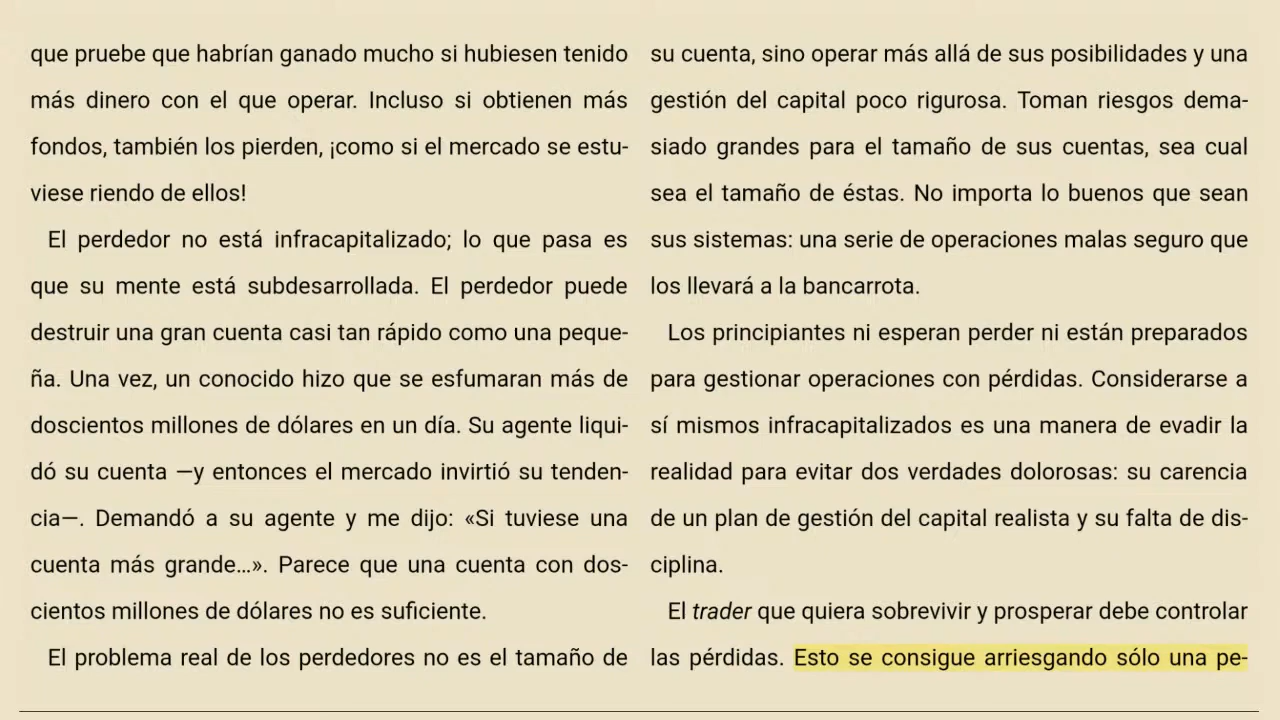 que pruebe que habrían ganado mucho si hubiesen tenido
más dinero con el que operar. Incluso si obtienen más
fondos, también los pierden, ¡como si el mercado se estu-
viese riendo de ellos!
El perdedor no está infracapitalizado; lo que pasa es
que su mente está subdesarrollada. El perdedor puede
destruir una gran cuenta casi tan rápido como una peque-
ña. Una vez, un conocido hizo que se esfumaran más de
doscientos millones de dólares en un día. Su agente liqui-
dó su cuenta —y entonces el mercado invirtió su tenden-
cia—. Demandó a su agente y me dijo: «Si tuviese una
cuenta más grande…». Parece que una cuenta con dos-
cientos millones de dólares no es suficiente.
El problema real de los perdedores no es el tamaño de
su cuenta, sino operar más allá de sus posibilidades y una
gestión del capital poco rigurosa. Toman riesgos dema-
siado grandes para el tamaño de sus cuentas, sea cual
sea el tamaño de éstas. No importa lo buenos que sean
sus sistemas: una serie de operaciones malas seguro que
los llevará a la bancarrota.
Los principiantes ni esperan perder ni están preparados
para gestionar operaciones con pérdidas. Considerarse a
sí mismos infracapitalizados es una manera de evadir la
realidad para evitar dos verdades dolorosas: su carencia
de un plan de gestión del capital realista y su falta de dis-
ciplina.
El trader que quiera sobrevivir y prosperar debe controlar
las pérdidas. Esto se consigue arriesgando sólo una pe-